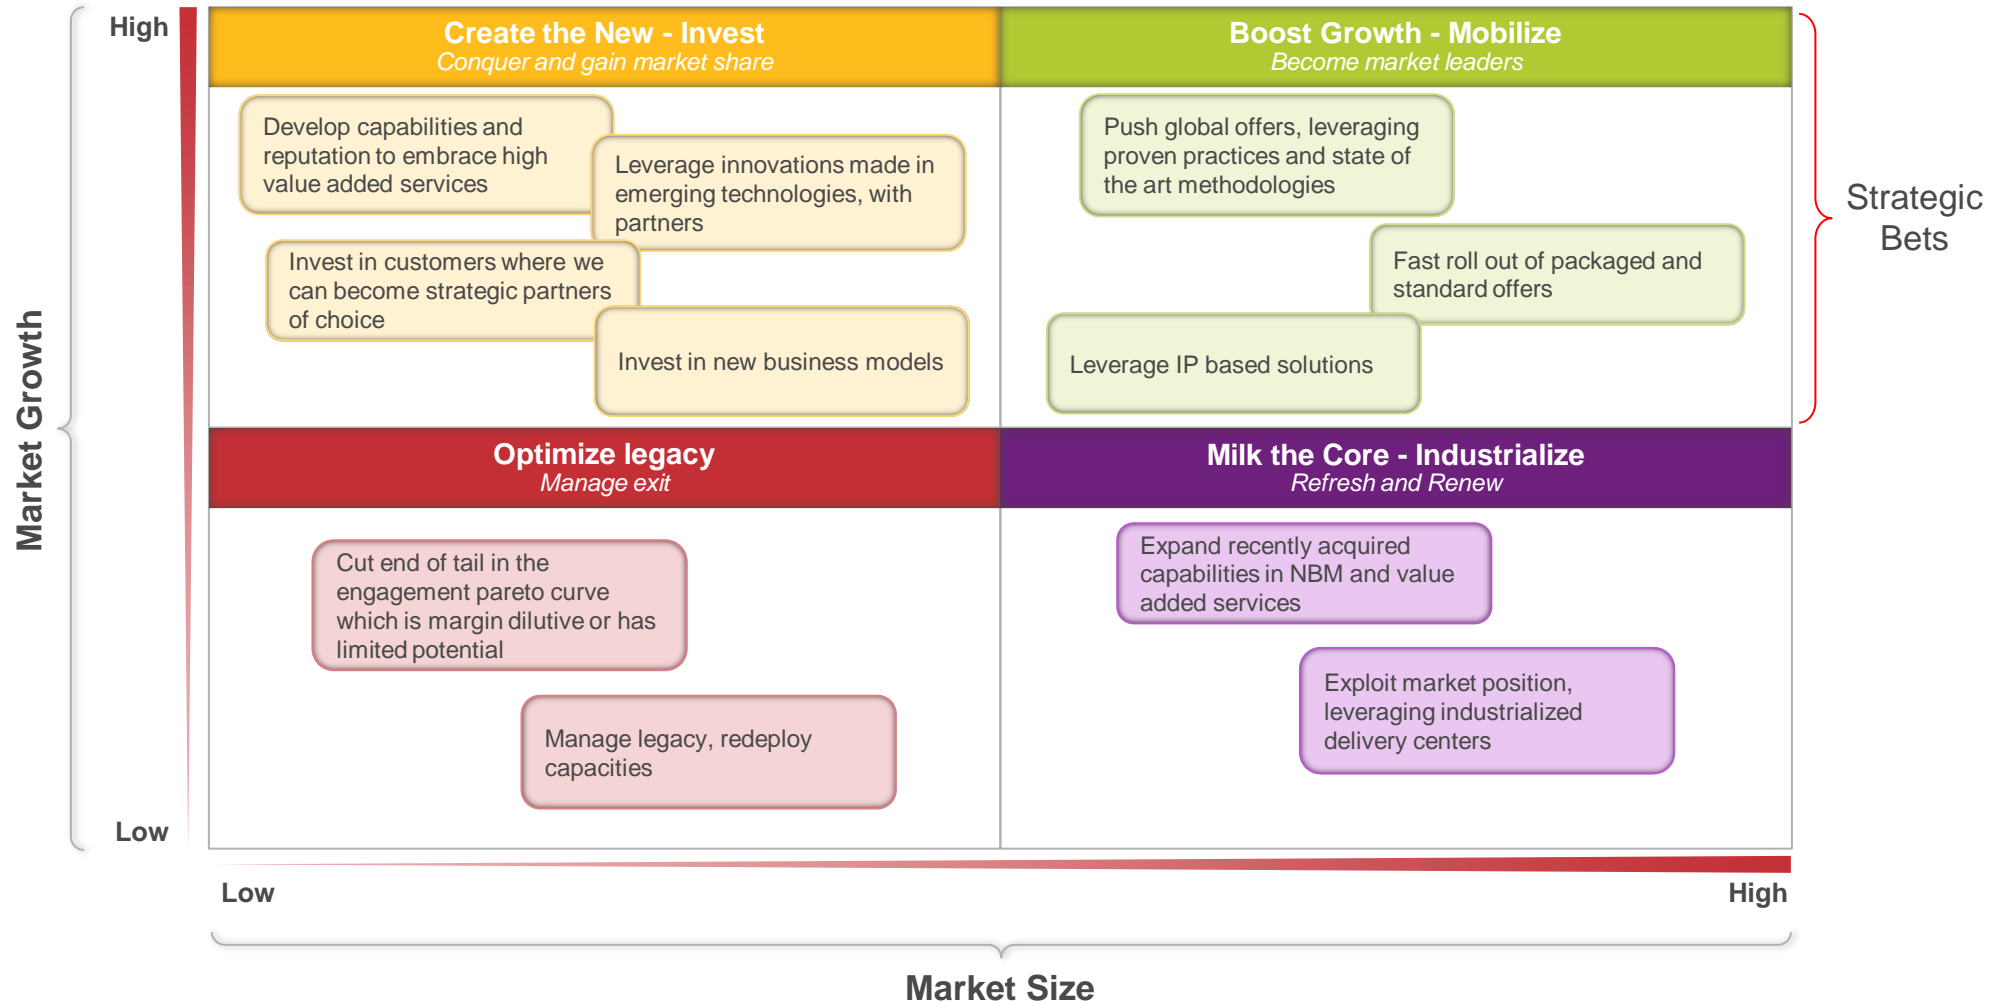 High
Create the New - Invest
Conquer and gain market share
Boost Growth - Mobilize
Become market leaders
Develop capabilities and
reputation to embrace high
value added services
Leverage innovations made in
emerging technologies, with
partners
Invest in customers where we
can become strategic partners
of choice
Invest in new business models
Push global offers, leveraging
proven practices and state of
the art methodologies
Fast roll out of packaged and
standard offers
Leverage IP based solutions
Strategic
Bets
Market Growth
Optimize legacy
Manage exit
Milk the Core - Industrialize
Refresh and Renew
Cut end of tail in the
engagement pareto curve
which is margin dilutive or has
limited potential
Manage legacy, redeploy
capacities
Expand recently acquired
capabilities in NBM and value
added services
Exploit market position,
leveraging industrialized
delivery centers
Low
Low
High
Market Size